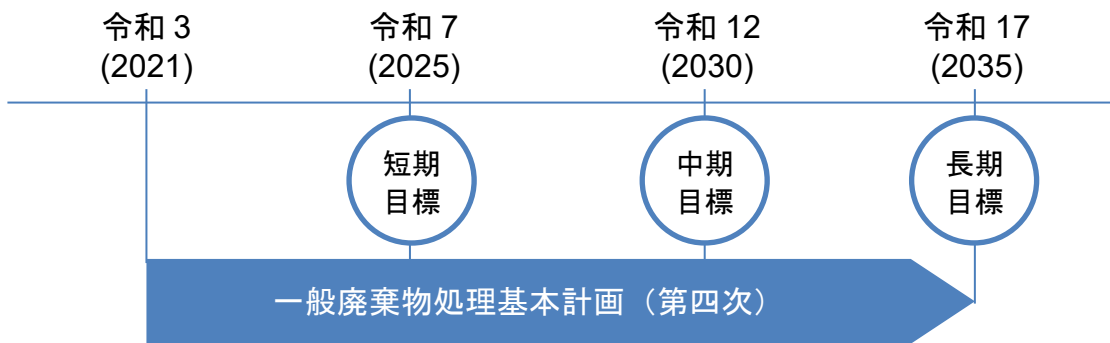 令和 3
(2021)
令和 7
(2025)
令和 12
(2030)
令和 17
(2035)
短期
目標
中期
目標
長期
目標
一般廃棄物処理基本計画（第四次）